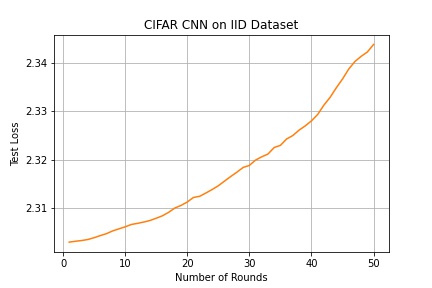 CIFAR CNN on IID Dataset
Test Loss
2.34
2.33
2.32
2.31
0 10 20 30 40 50
Number of Rounds